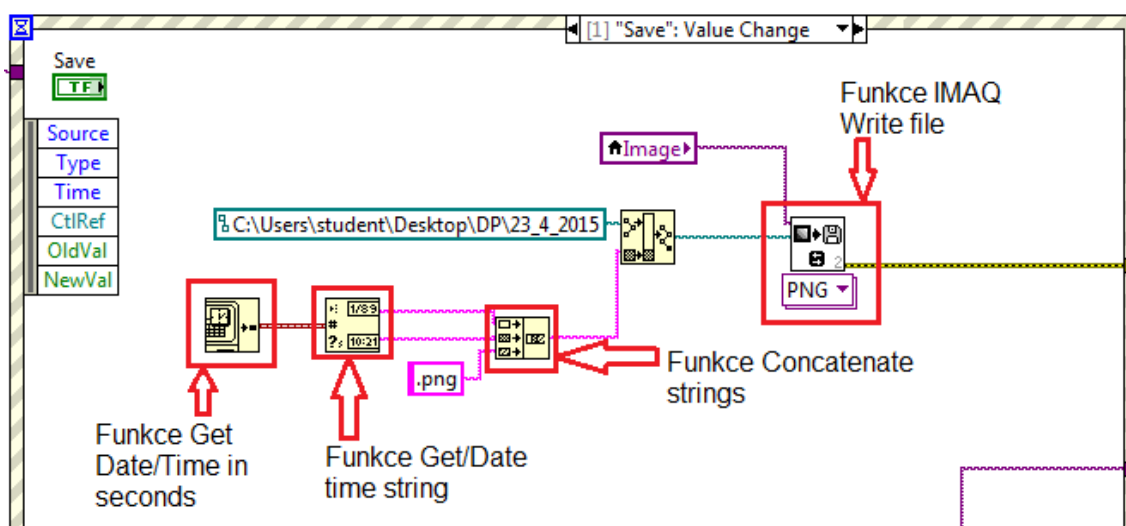 [1] "Save": Value Change
Save
TF
Source
Type
Time
CtlRef
OldVal
NewVal
Funkce IMAQ
Write file
Image
C:\Users\student\Desktop\DP\23_4_2015
2
PNG
1/89
#
?
10:21
.png
Funkce Concatenate
strings
Funkce Get
Date/Time in
seconds
Funkce Get/Date
time string